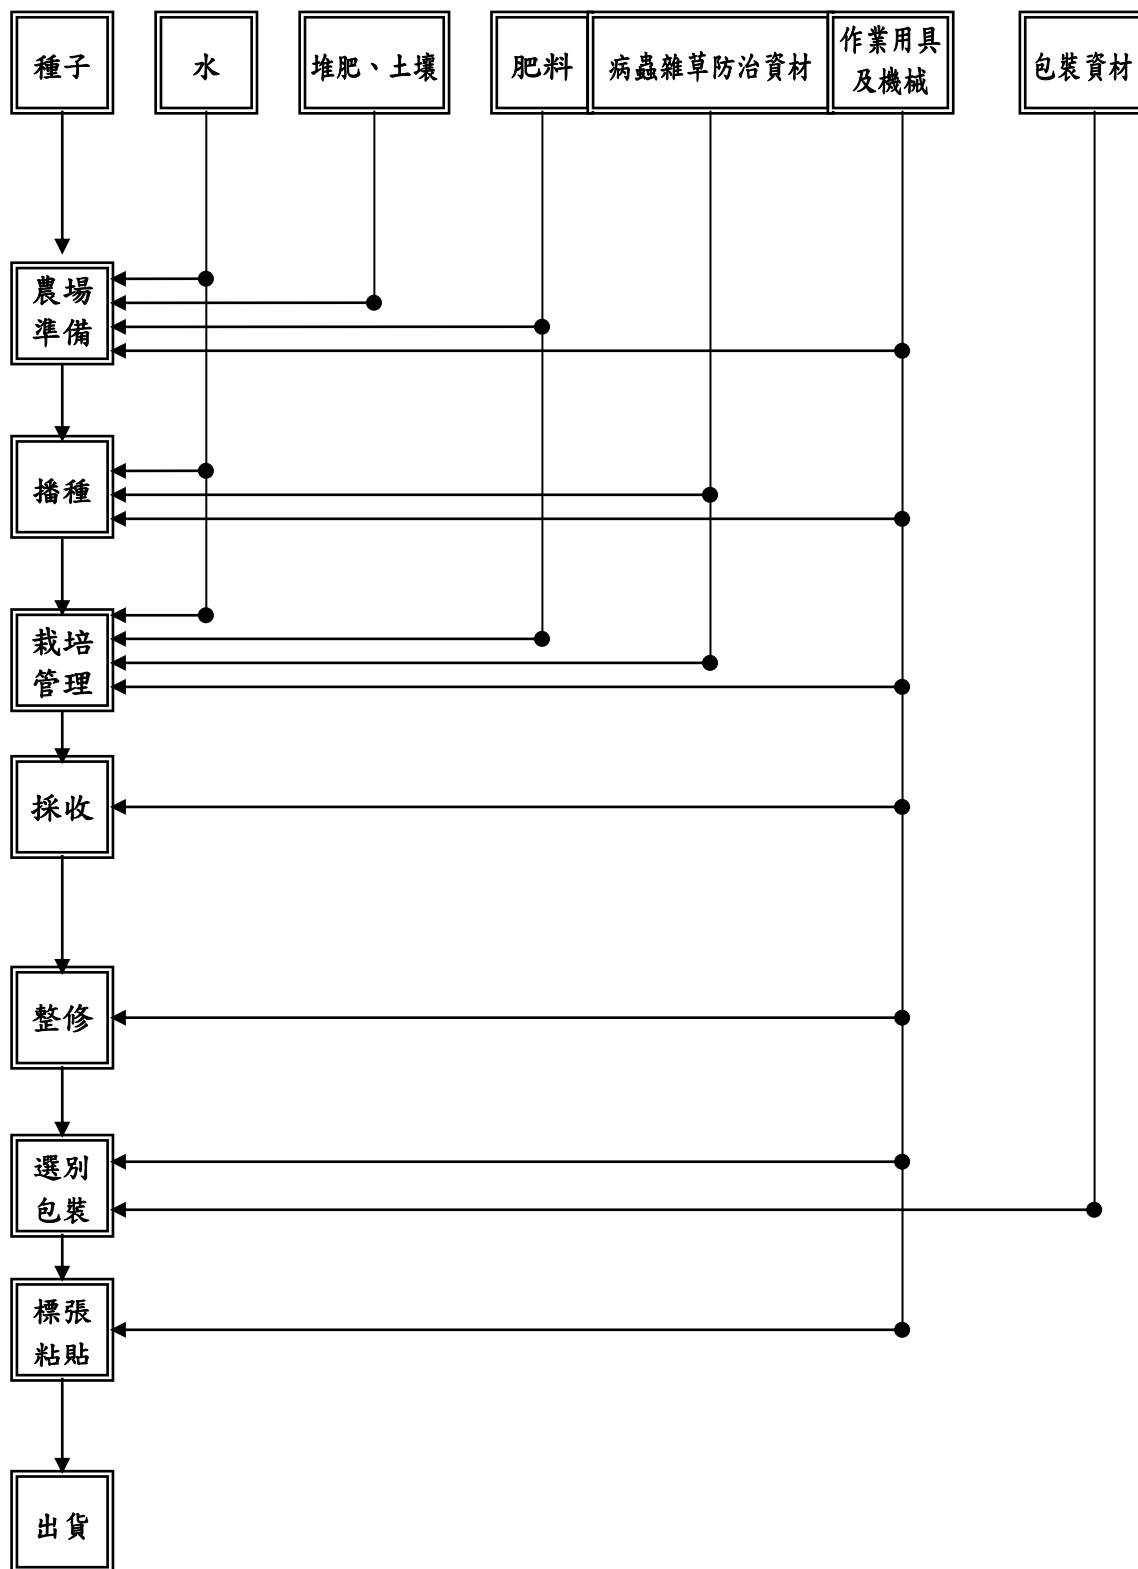 種子
水
堆肥、土壤
肥料
病蟲雜草防治資材
作業用具
及機械
包裝資材
農場
準備
播種
栽培
管理
採收
整修
選別
包裝
標張
粘貼
出貨